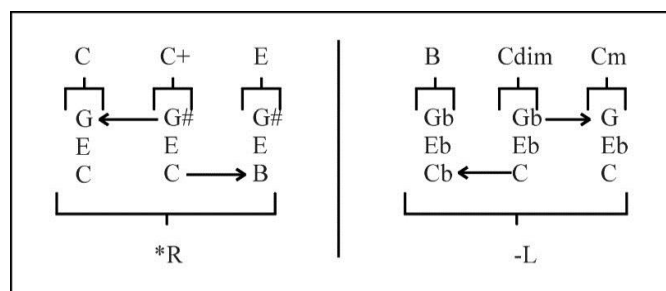 C C+ E
G G# G#
E E E
C C B
*R
B Cdim Cm
Gb Gb G
Eb Eb Eb
Cb C C
-L